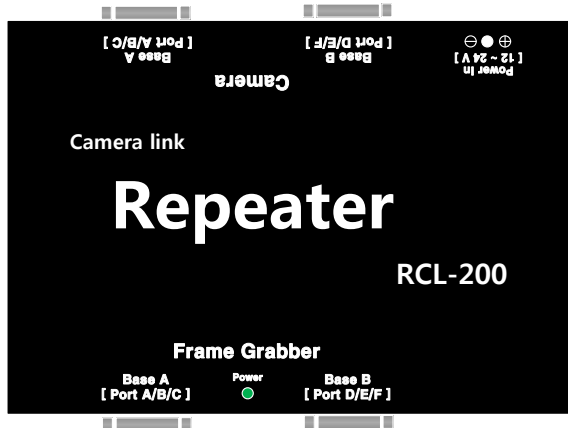 [ Port A/B/C ]
Base A
[ Port D/E/F ]
Base B
[ 12 ~ 24 V ]
Power In
Camera
Camera link
Repeater
RCL-200
Frame Grabber
Base A
[ Port A/B/C ]
Power
Base B
[ Port D/E/F ]